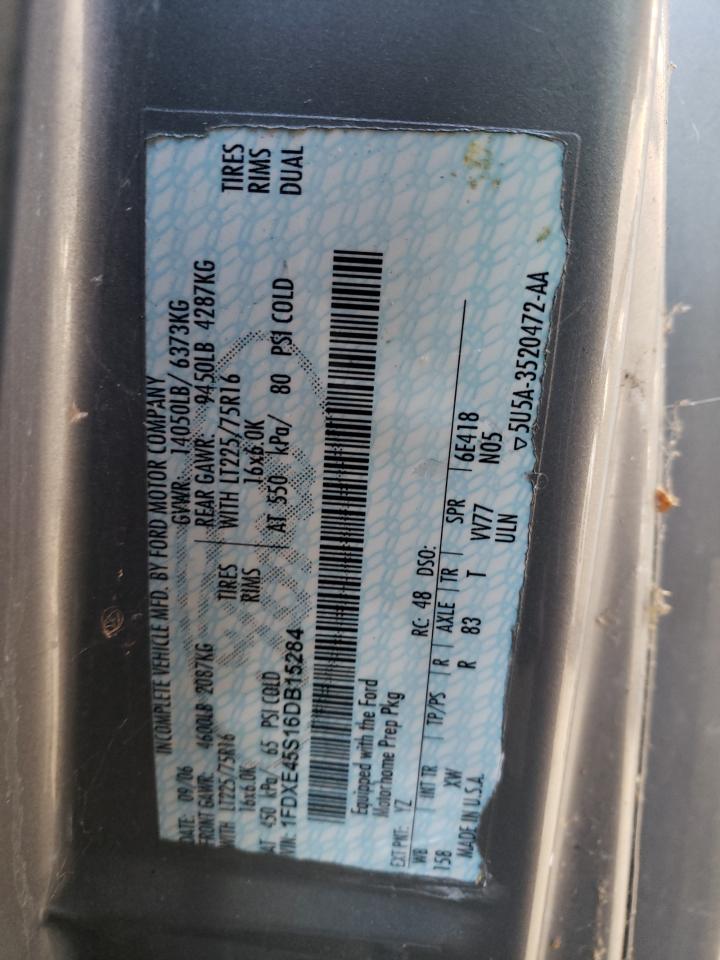 INCOMPLETE VEHICLE MFD. BY FORD MOTOR COMPANY
DATE: 09/06 GVWR: 14050LB/ 6373KG
FRONT GAWR: 4600LB 2087KG REAR GAWR: 9450LB 4287KG
WITH LT225/75R16 TIRES WITH LT225/75R16 TIRES
16x6.0K RIMS 16x6.0K RIMS
AT 450 kPa/ 65 PSI COLD AT 550 kPa/ 80 PSI COLD DUAL
VIN: 1FDXE45S16DB15284
Equipped with the Ford
Motorhome Prep Pkg
EXT PNT: YZ RC: 48 DSO:
WB INT TR TP/PS R AXLE TR SPR 6E418
158 XW R 83 T VV77 N05
MADE IN U.S.A. ULN
▽5U5A-3520472-AA